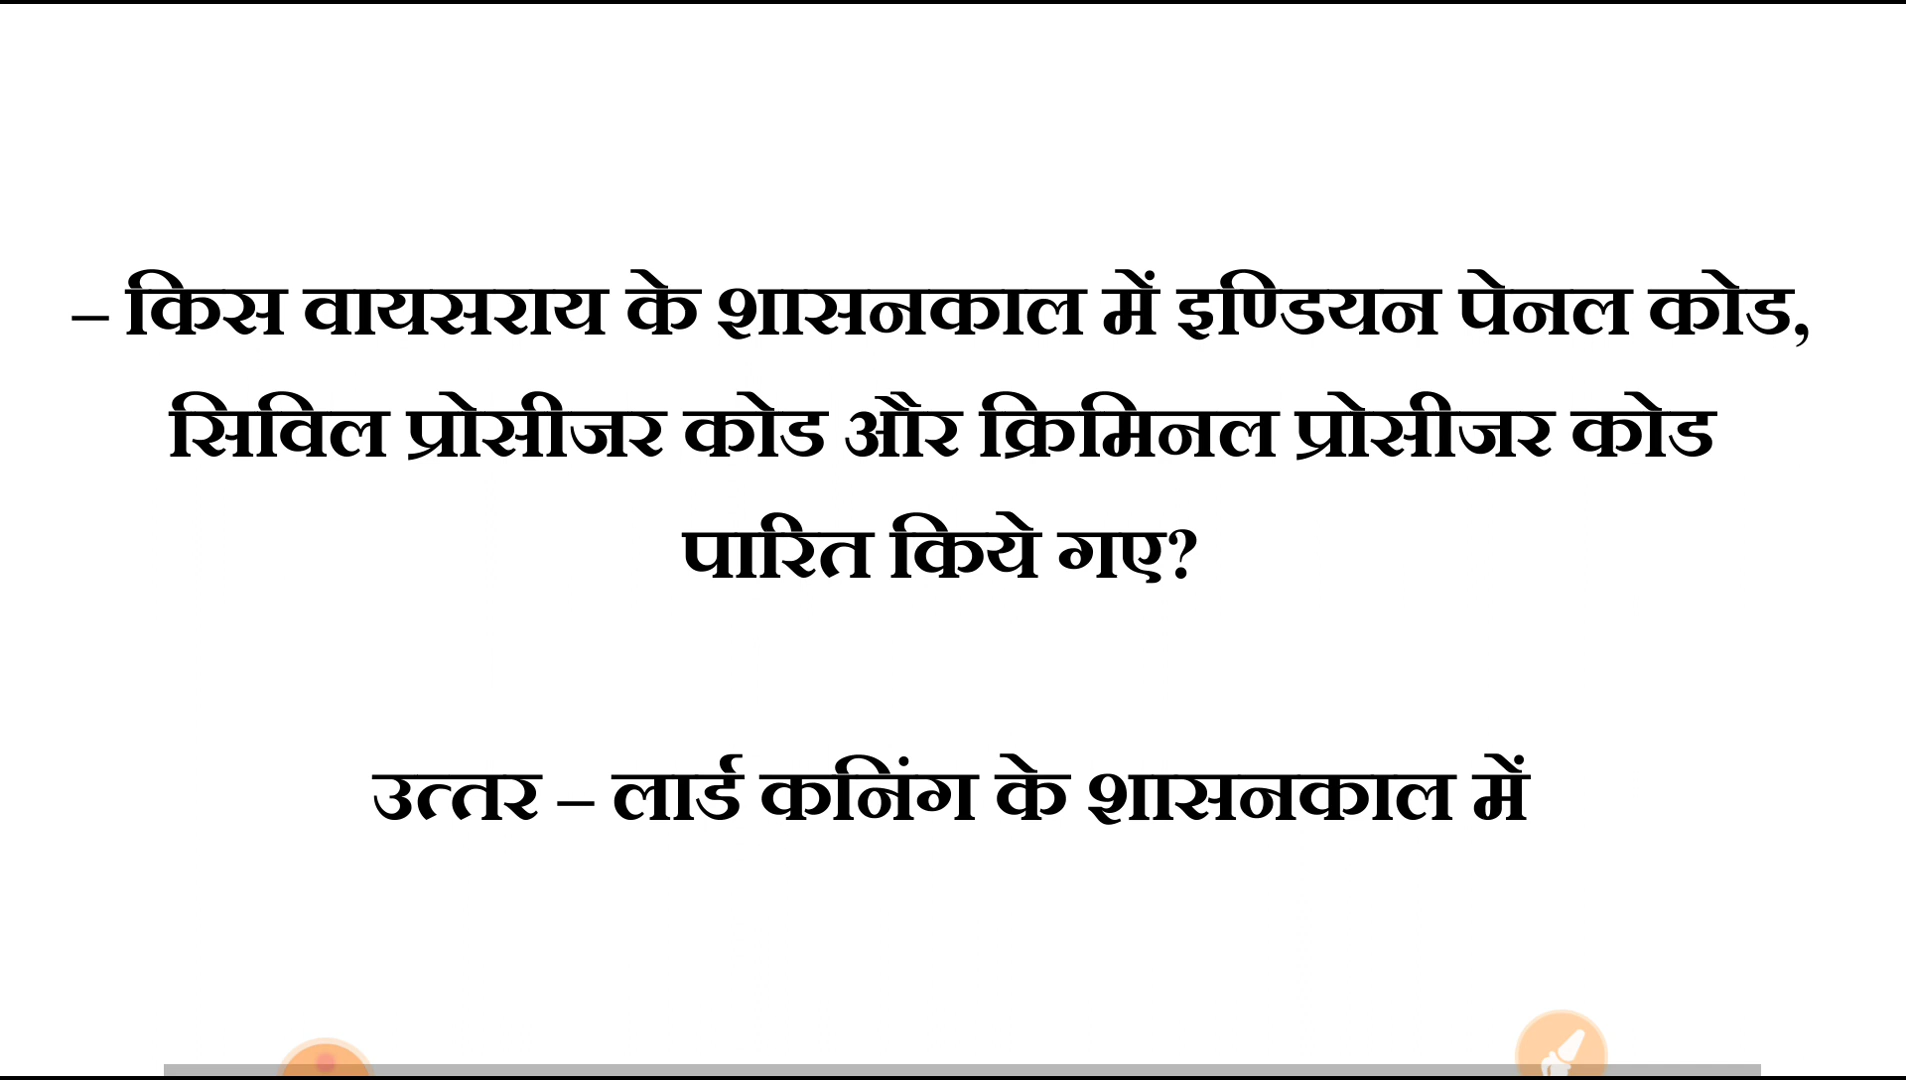 – किस वायसराय के शासनकाल में इण्डियन पेनल कोड,
सिविल प्रोसीजर कोड और क्रिमिनल प्रोसीजर कोड
पारित किये गए?
उत्तर – लार्ड कनिंग के शासनकाल में